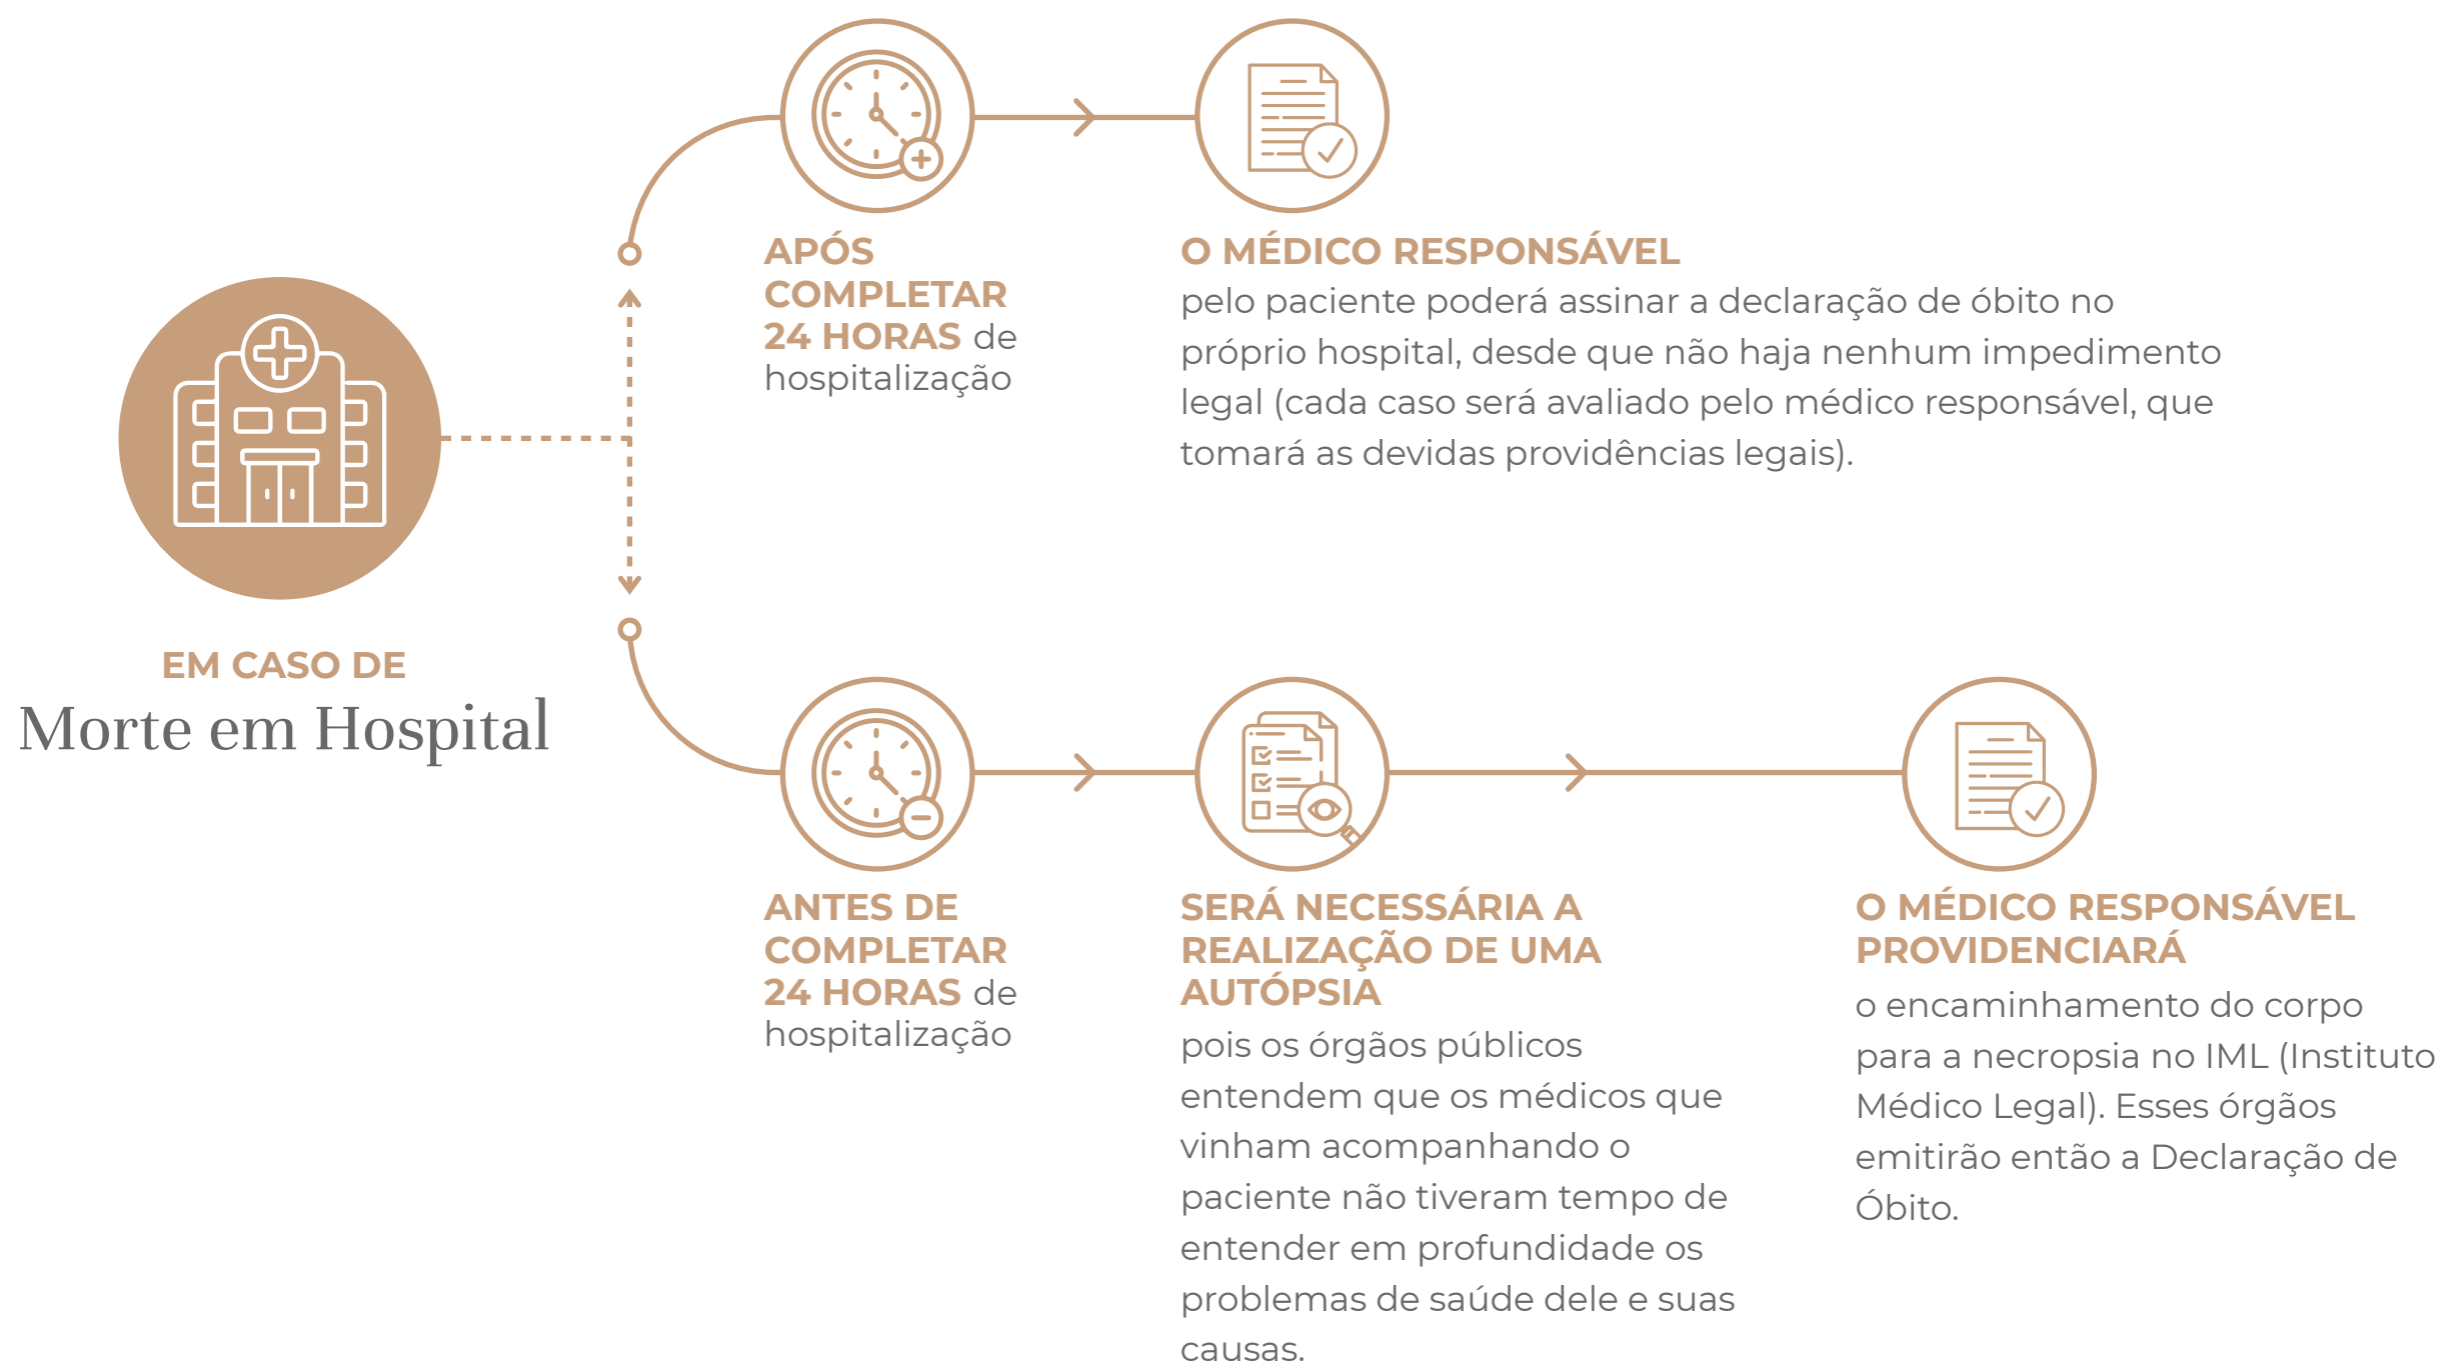 EM CASO DE
Morte em Hospital
APÓS
COMPLETAR
24 HORAS de
hospitalização
O MÉDICO RESPONSÁVEL
pelo paciente poderá assinar a declaração de óbito no
próprio hospital, desde que não haja nenhum impedimento
legal (cada caso será avaliado pelo médico responsável, que
tomará as devidas providências legais).
ANTES DE
COMPLETAR
24 HORAS de
hospitalização
SERÁ NECESSÁRIA A
REALIZAÇÃO DE UMA
AUTÓPSIA
pois os órgãos públicos
entendem que os médicos que
vinham acompanhando o
paciente não tiveram tempo de
entender em profundidade os
problemas de saúde dele e suas
causas.
O MÉDICO RESPONSÁVEL
PROVIDENCIARÁ
o encaminhamento do corpo
para a necropsia no IML (Instituto
Médico Legal). Esses órgãos
emitirão então a Declaração de
Óbito.